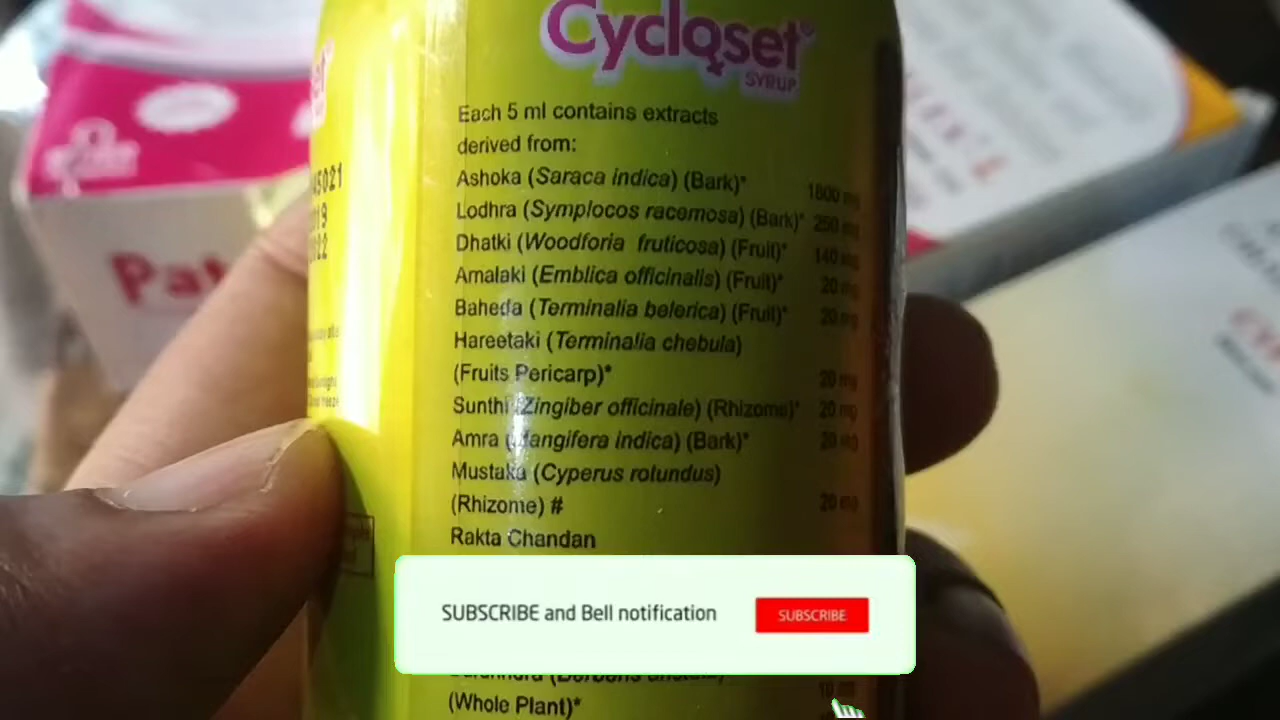 Cycloset
SYRUP
Each 5 ml contains extracts
derived from:
Ashoka (Saraca indica) (Bark)* 1800 mg
Lodhra (Symplocos racemosa) (Bark)* 250 mg
Dhatki (Woodforia fruticosa) (Fruit)* 140 mg
Amalaki (Emblica officinalis) (Fruit)* 20 mg
Baheda (Terminalia belerica) (Fruit)* 20 mg
Hareetaki (Terminalia chebula)
(Fruits Pericarp)* 20 mg
Sunthi (Zingiber officinale) (Rhizome)* 20 mg
Amra (Mangifera indica) (Bark)* 20 mg
Mustaka (Cyperus rotundus)
(Rhizome) # 20 mg
Rakta Chandan
SUBSCRIBE and Bell notification
SUBSCRIBE
(Whole Plant)*
Pat